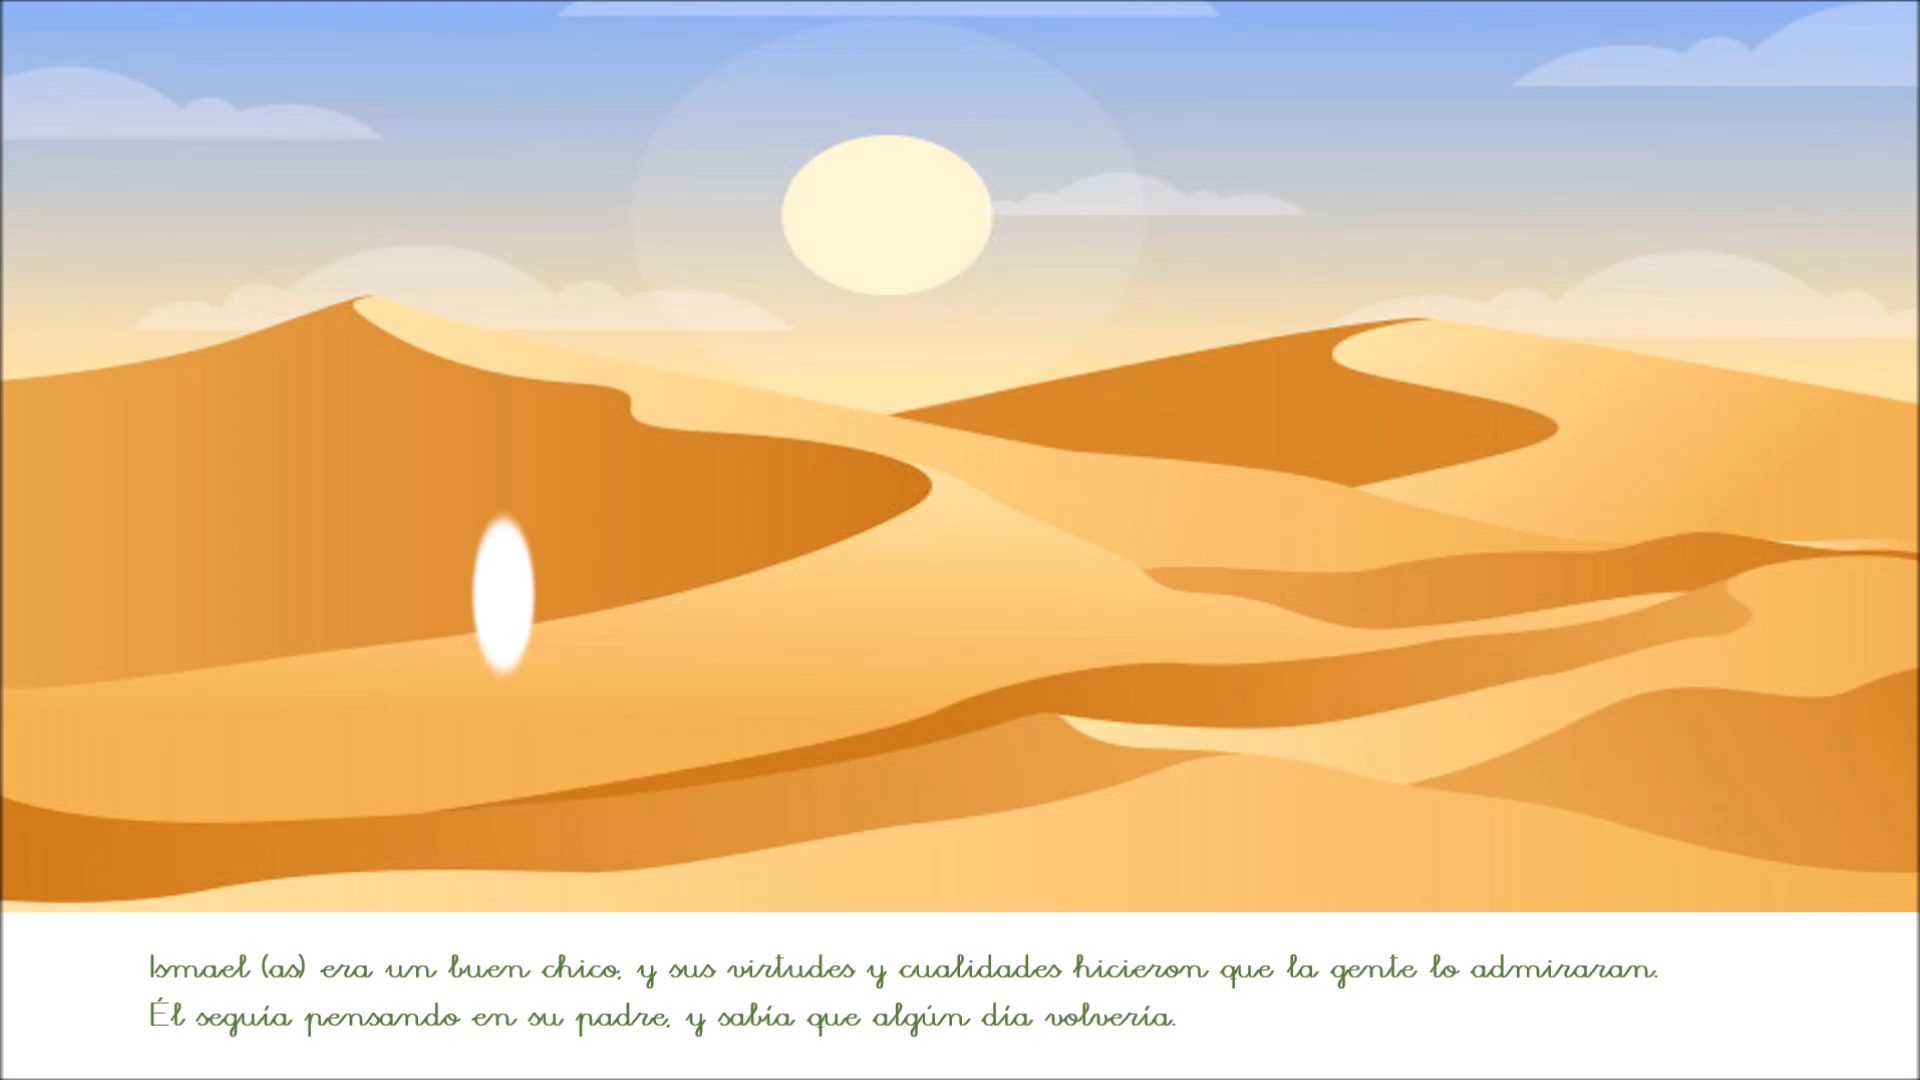 Ismael (as) era un buen chico, y sus virtudes y cualidades hicieron que la gente lo admiraran.
Él seguía pensando en su padre, y sabía que algún día volvería.